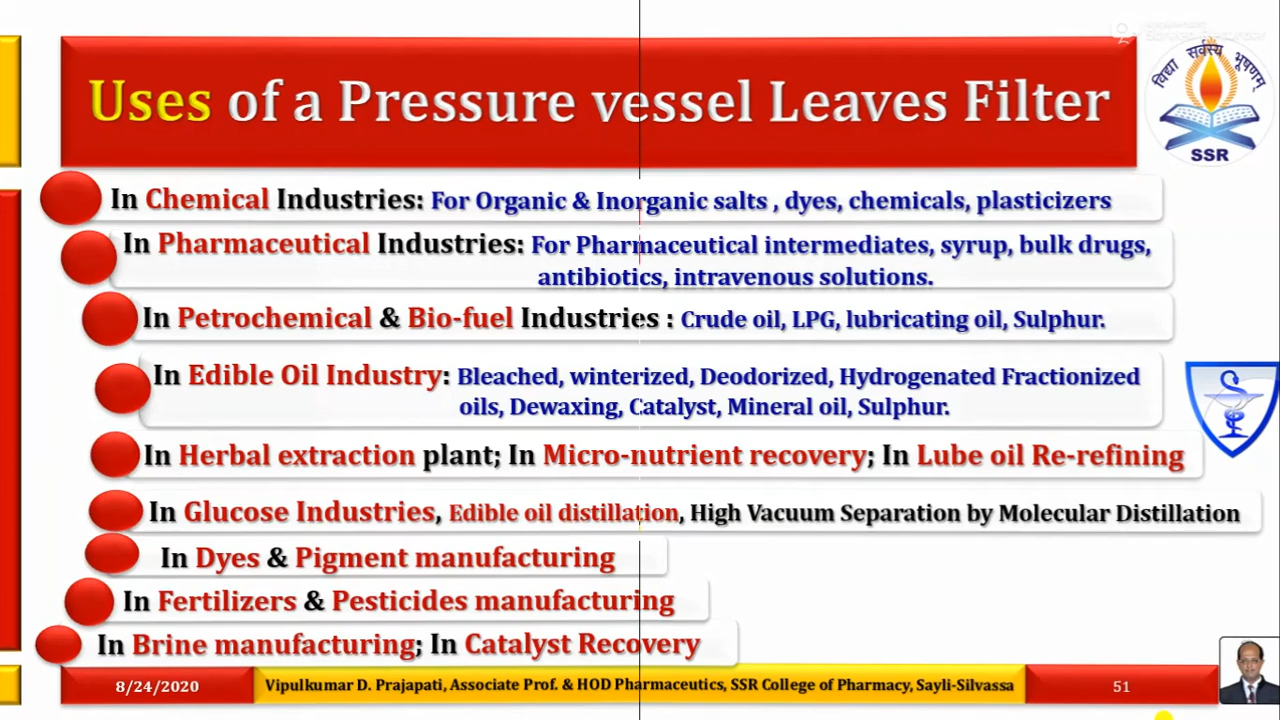 Uses of a Pressure vessel Leaves Filter
विद्या सर्वस्य भूषणम्
SSR
In Chemical Industries: For Organic & Inorganic salts , dyes, chemicals, plasticizers
In Pharmaceutical Industries: For Pharmaceutical intermediates, syrup, bulk drugs,
antibiotics, intravenous solutions.
In Petrochemical & Bio-fuel Industries : Crude oil, LPG, lubricating oil, Sulphur.
In Edible Oil Industry: Bleached, winterized, Deodorized, Hydrogenated Fractionized
oils, Dewaxing, Catalyst, Mineral oil, Sulphur.
In Herbal extraction plant; In Micro-nutrient recovery; In Lube oil Re-refining
In Glucose Industries, Edible oil distillation, High Vacuum Separation by Molecular Distillation
In Dyes & Pigment manufacturing
In Fertilizers & Pesticides manufacturing
In Brine manufacturing; In Catalyst Recovery
8/24/2020
Vipulkumar D. Prajapati, Associate Prof. & HOD Pharmaceutics, SSR College of Pharmacy, Sayli-Silvassa
51